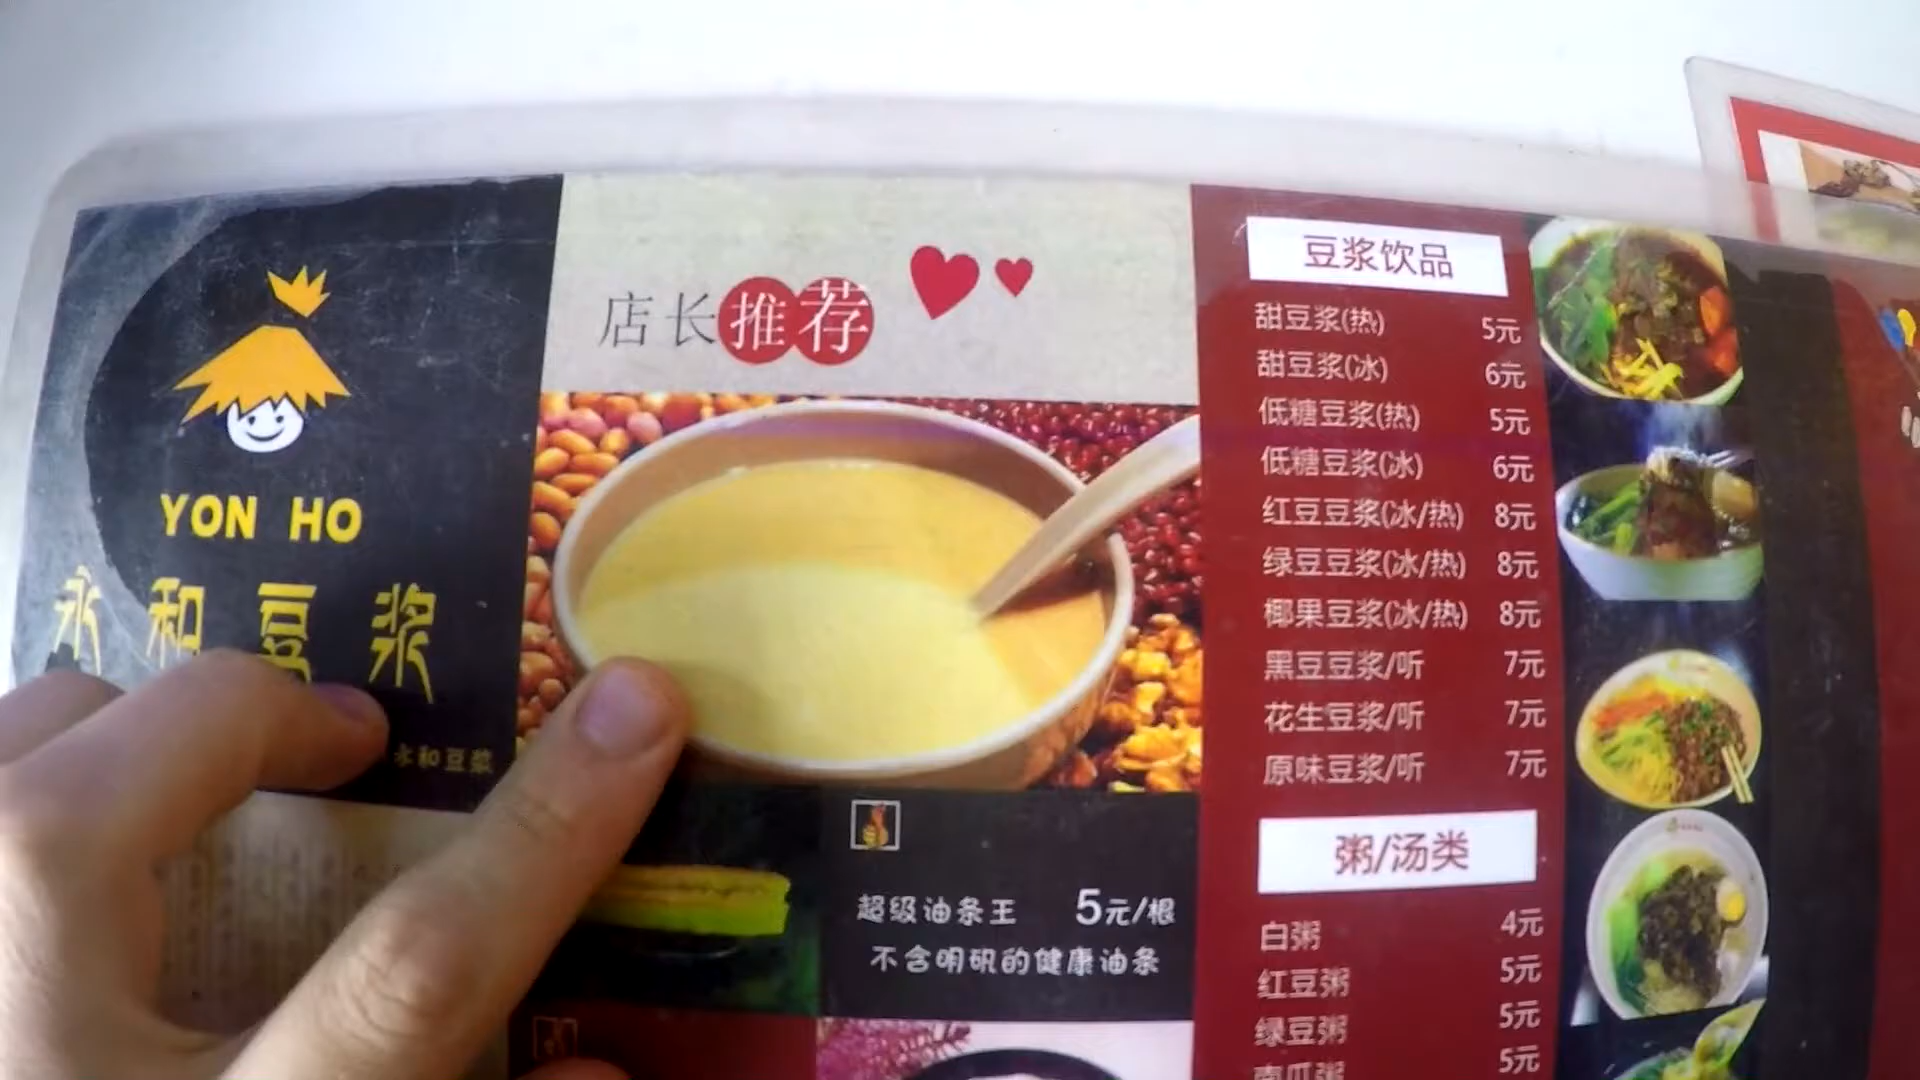 YON HO
永和豆浆
永和豆浆
店长推荐
超级油条王 5元/根
不含明矾的健康油条
豆浆饮品
甜豆浆(热) 5元
甜豆浆(冰) 6元
低糖豆浆(热) 5元
低糖豆浆(冰) 6元
红豆豆浆(冰/热) 8元
绿豆豆浆(冰/热) 8元
椰果豆浆(冰/热) 8元
黑豆豆浆/听 7元
花生豆浆/听 7元
原味豆浆/听 7元
粥/汤类
白粥 4元
红豆粥 5元
绿豆粥 5元
南瓜粥 5元